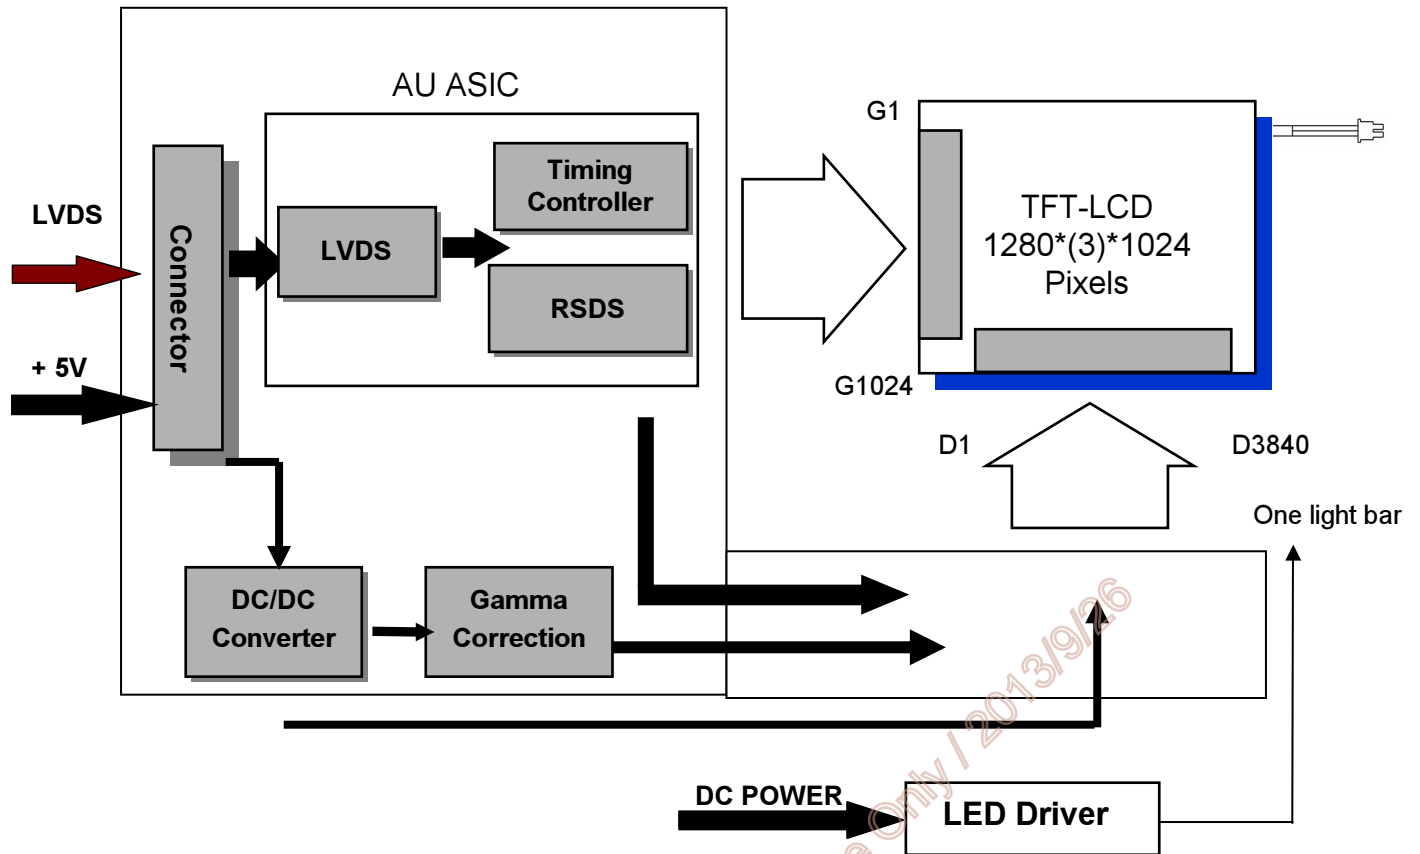 AU ASIC
G1
Timing
Controller
LVDS
Connector
LVDS
TFT-LCD
1280*(3)*1024
Pixels
RSDS
+ 5V
G1024
D1
D3840
One light bar
DC/DC
Converter
Gamma
Correction
DC POWER
LED Driver
Only / 2013/9/26